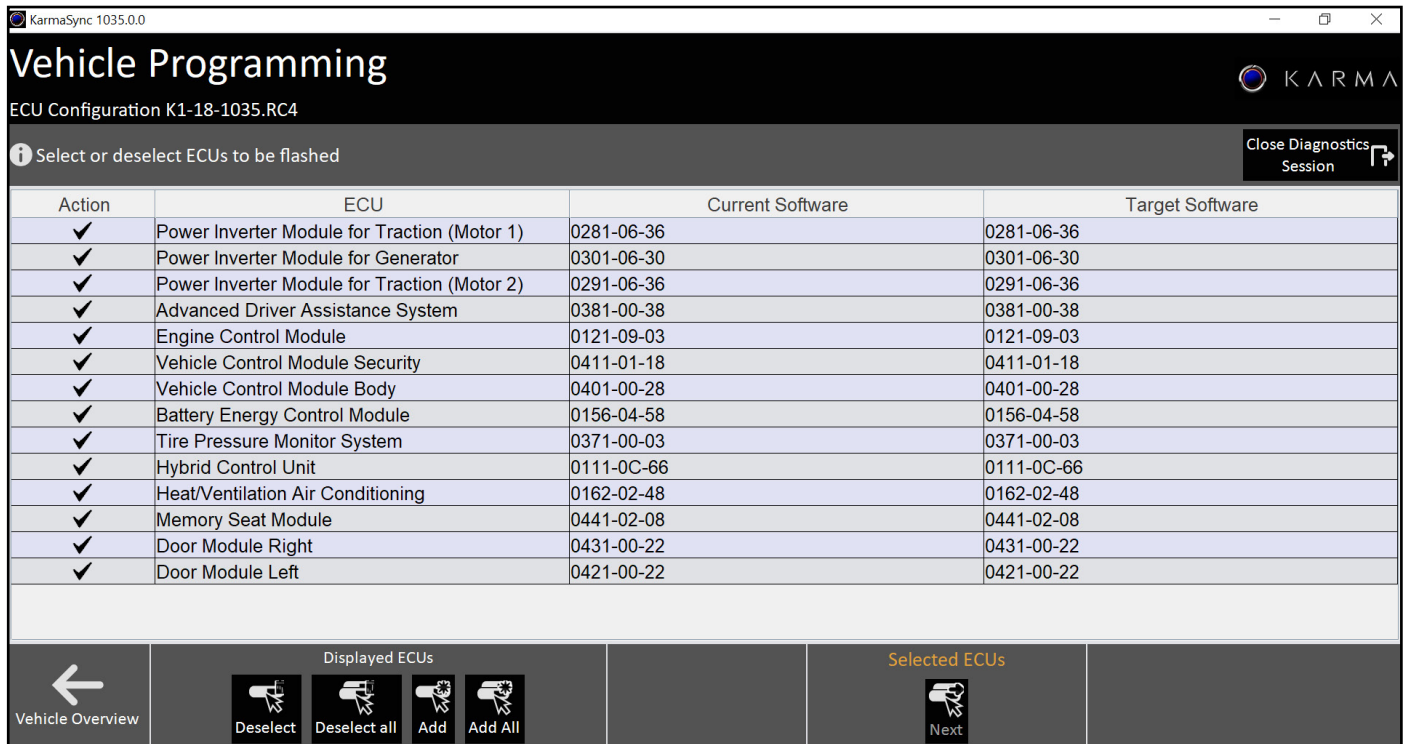 KarmaSync 1035.0.0
Vehicle Programming
KARMA
ECU Configuration K1-18-1035.RC4
Select or deselect ECUs to be flashed
Close Diagnostics
Session
Action ECU Current Software Target Software
Power Inverter Module for Traction (Motor 1) 0281-06-36 0281-06-36
Power Inverter Module for Generator 0301-06-30 0301-06-30
Power Inverter Module for Traction (Motor 2) 0291-06-36 0291-06-36
Advanced Driver Assistance System 0381-00-38 0381-00-38
Engine Control Module 0121-09-03 0121-09-03
Vehicle Control Module Security 0411-01-18 0411-01-18
Vehicle Control Module Body 0401-00-28 0401-00-28
Battery Energy Control Module 0156-04-58 0156-04-58
Tire Pressure Monitor System 0371-00-03 0371-00-03
Hybrid Control Unit 0111-0C-66 0111-0C-66
Heat/Ventilation Air Conditioning 0162-02-48 0162-02-48
Memory Seat Module 0441-02-08 0441-02-08
Door Module Right 0431-00-22 0431-00-22
Door Module Left 0421-00-22 0421-00-22
Displayed ECUs Selected ECUs
Vehicle Overview Deselect Deselect all Add Add All Next